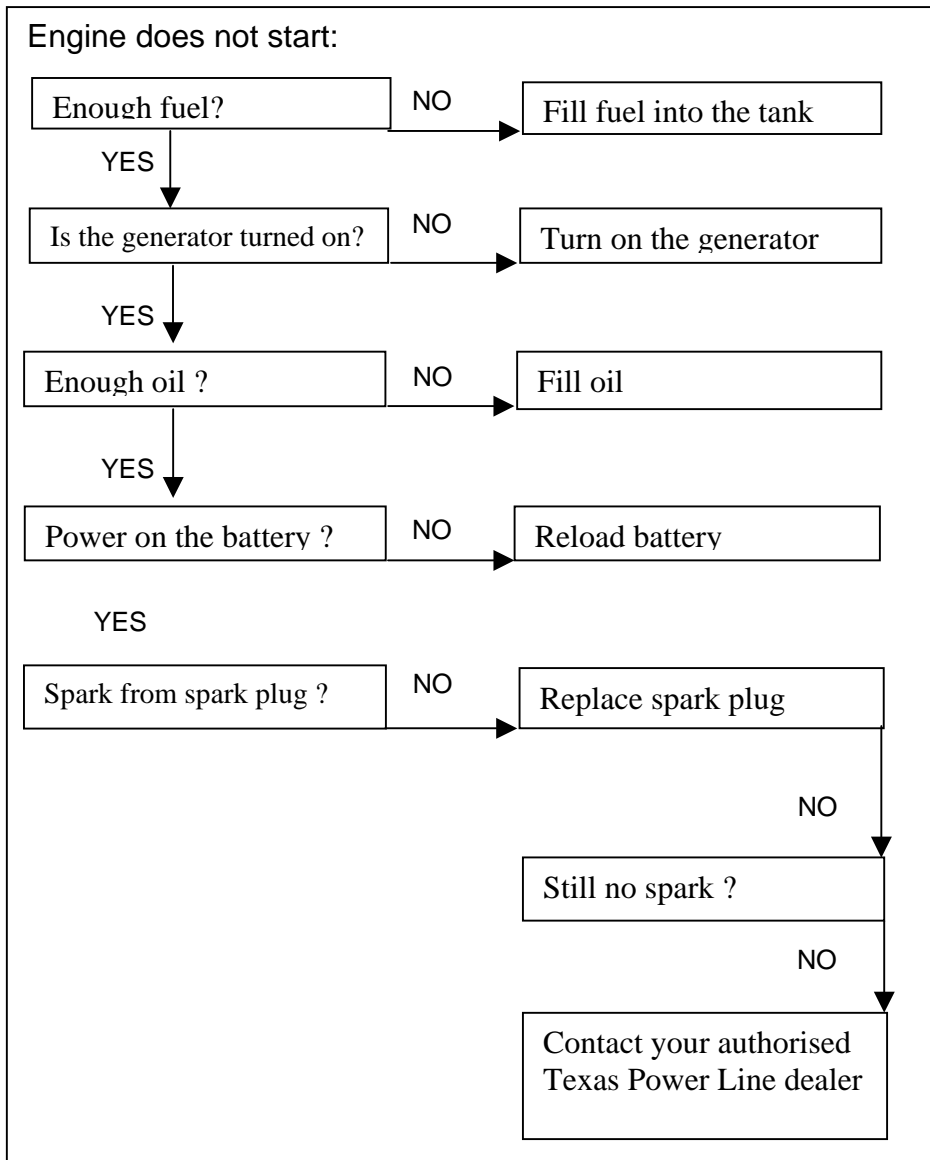 Engine does not start:
Enough fuel?
NO
Fill fuel into the tank
YES
Is the generator turned on?
NO
Turn on the generator
YES
Enough oil ?
NO
Fill oil
YES
Power on the battery ?
NO
Reload battery
YES
Spark from spark plug ?
NO
Replace spark plug
NO
Still no spark ?
NO
Contact your authorised
Texas Power Line dealer